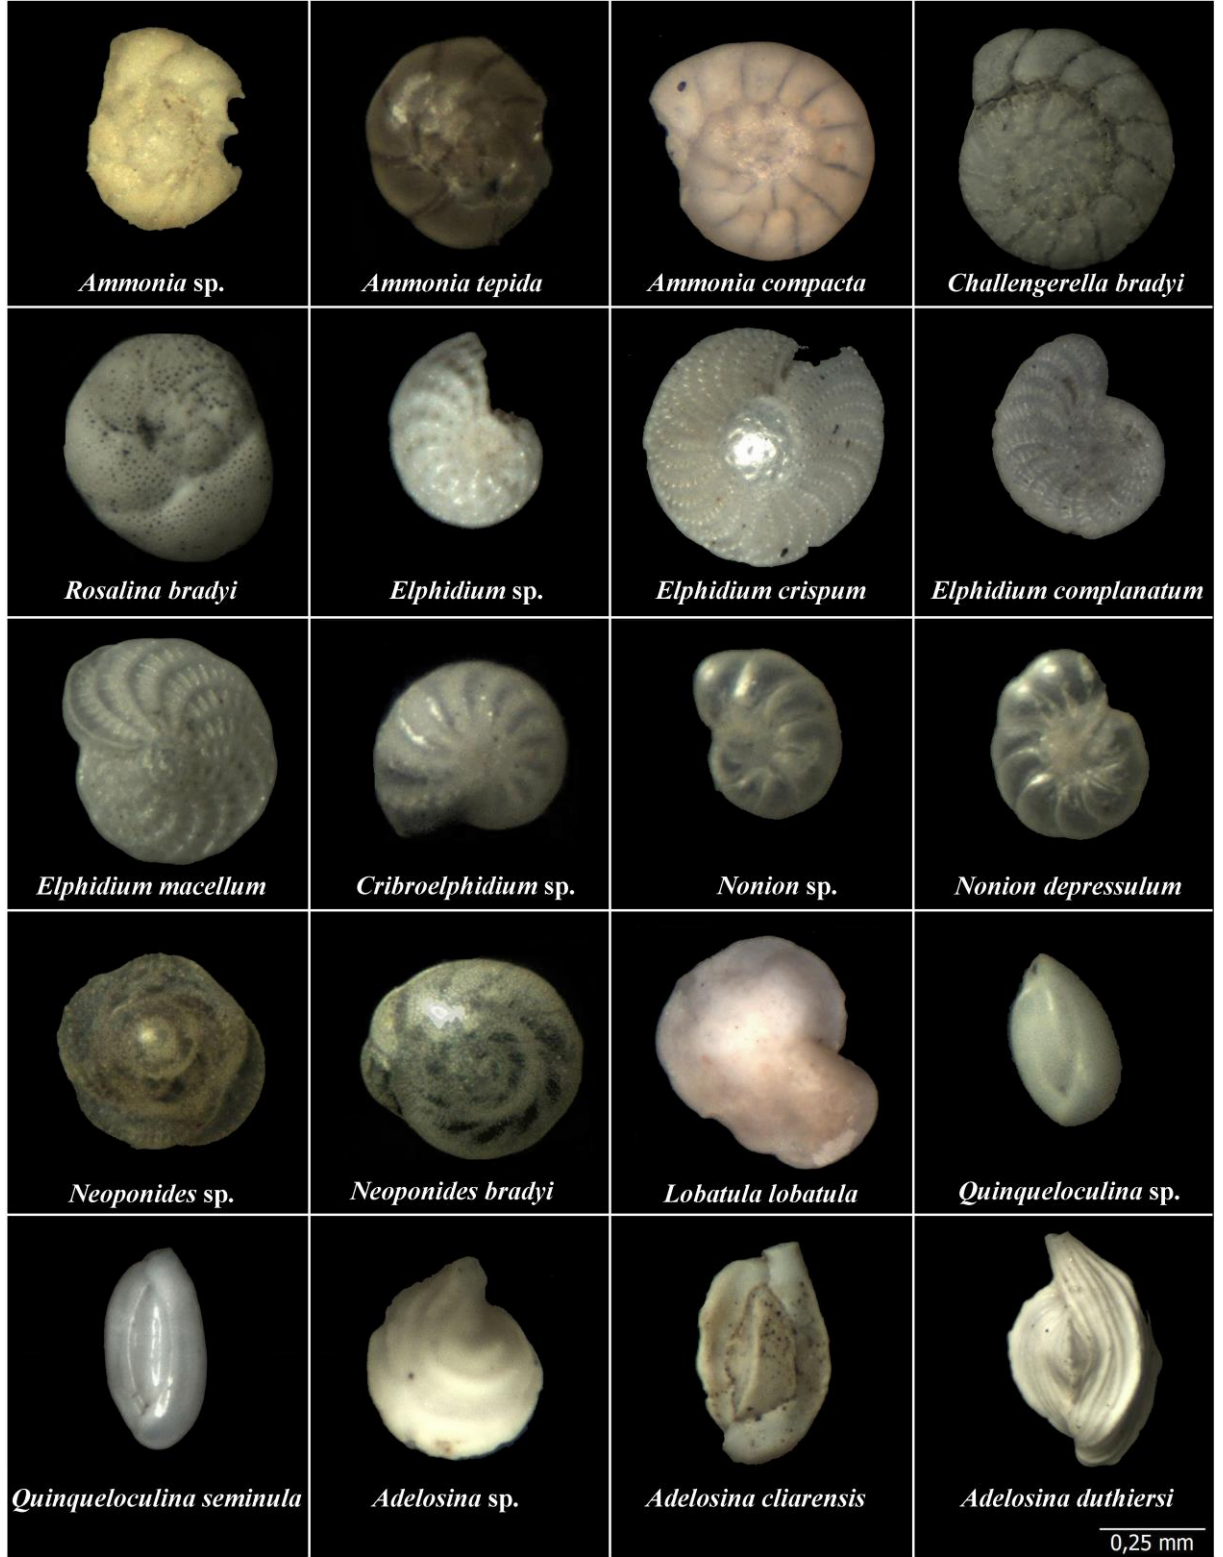 Ammonia sp.
Ammonia tepida
Ammonia compacta
Challengerella bradyi
Rosalina bradyi
Elphidium sp.
Elphidium crispum
Elphidium complanatum
Elphidium macellum
Cribroelphidium sp.
Nonion sp.
Nonion depressulum
Neoponides sp.
Neoponides bradyi
Lobatula lobatula
Quinqueloculina sp.
Quinqueloculina seminula
Adelosina sp.
Adelosina cliarensis
Adelosina duthiersi
0,25 mm